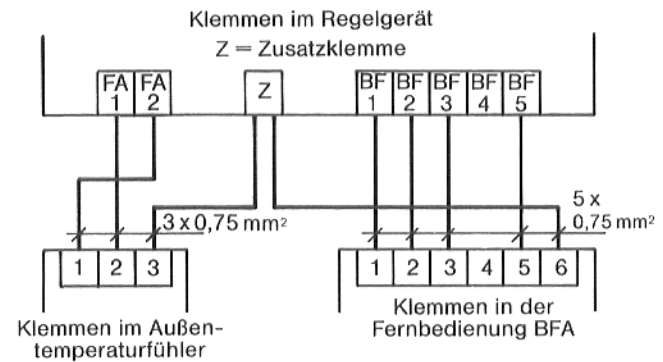 Klemmen im Regelgerät
Z = Zusatzklemme
FA FA Z BF BF BF BF BF
1 2 1 2 3 4 5
3 x 0,75 mm²
5 x
0,75 mm²
1 2 3 1 2 3 4 5 6
Klemmen im Außen-
temperaturfühler
Klemmen in der
Fernbedienung BFA